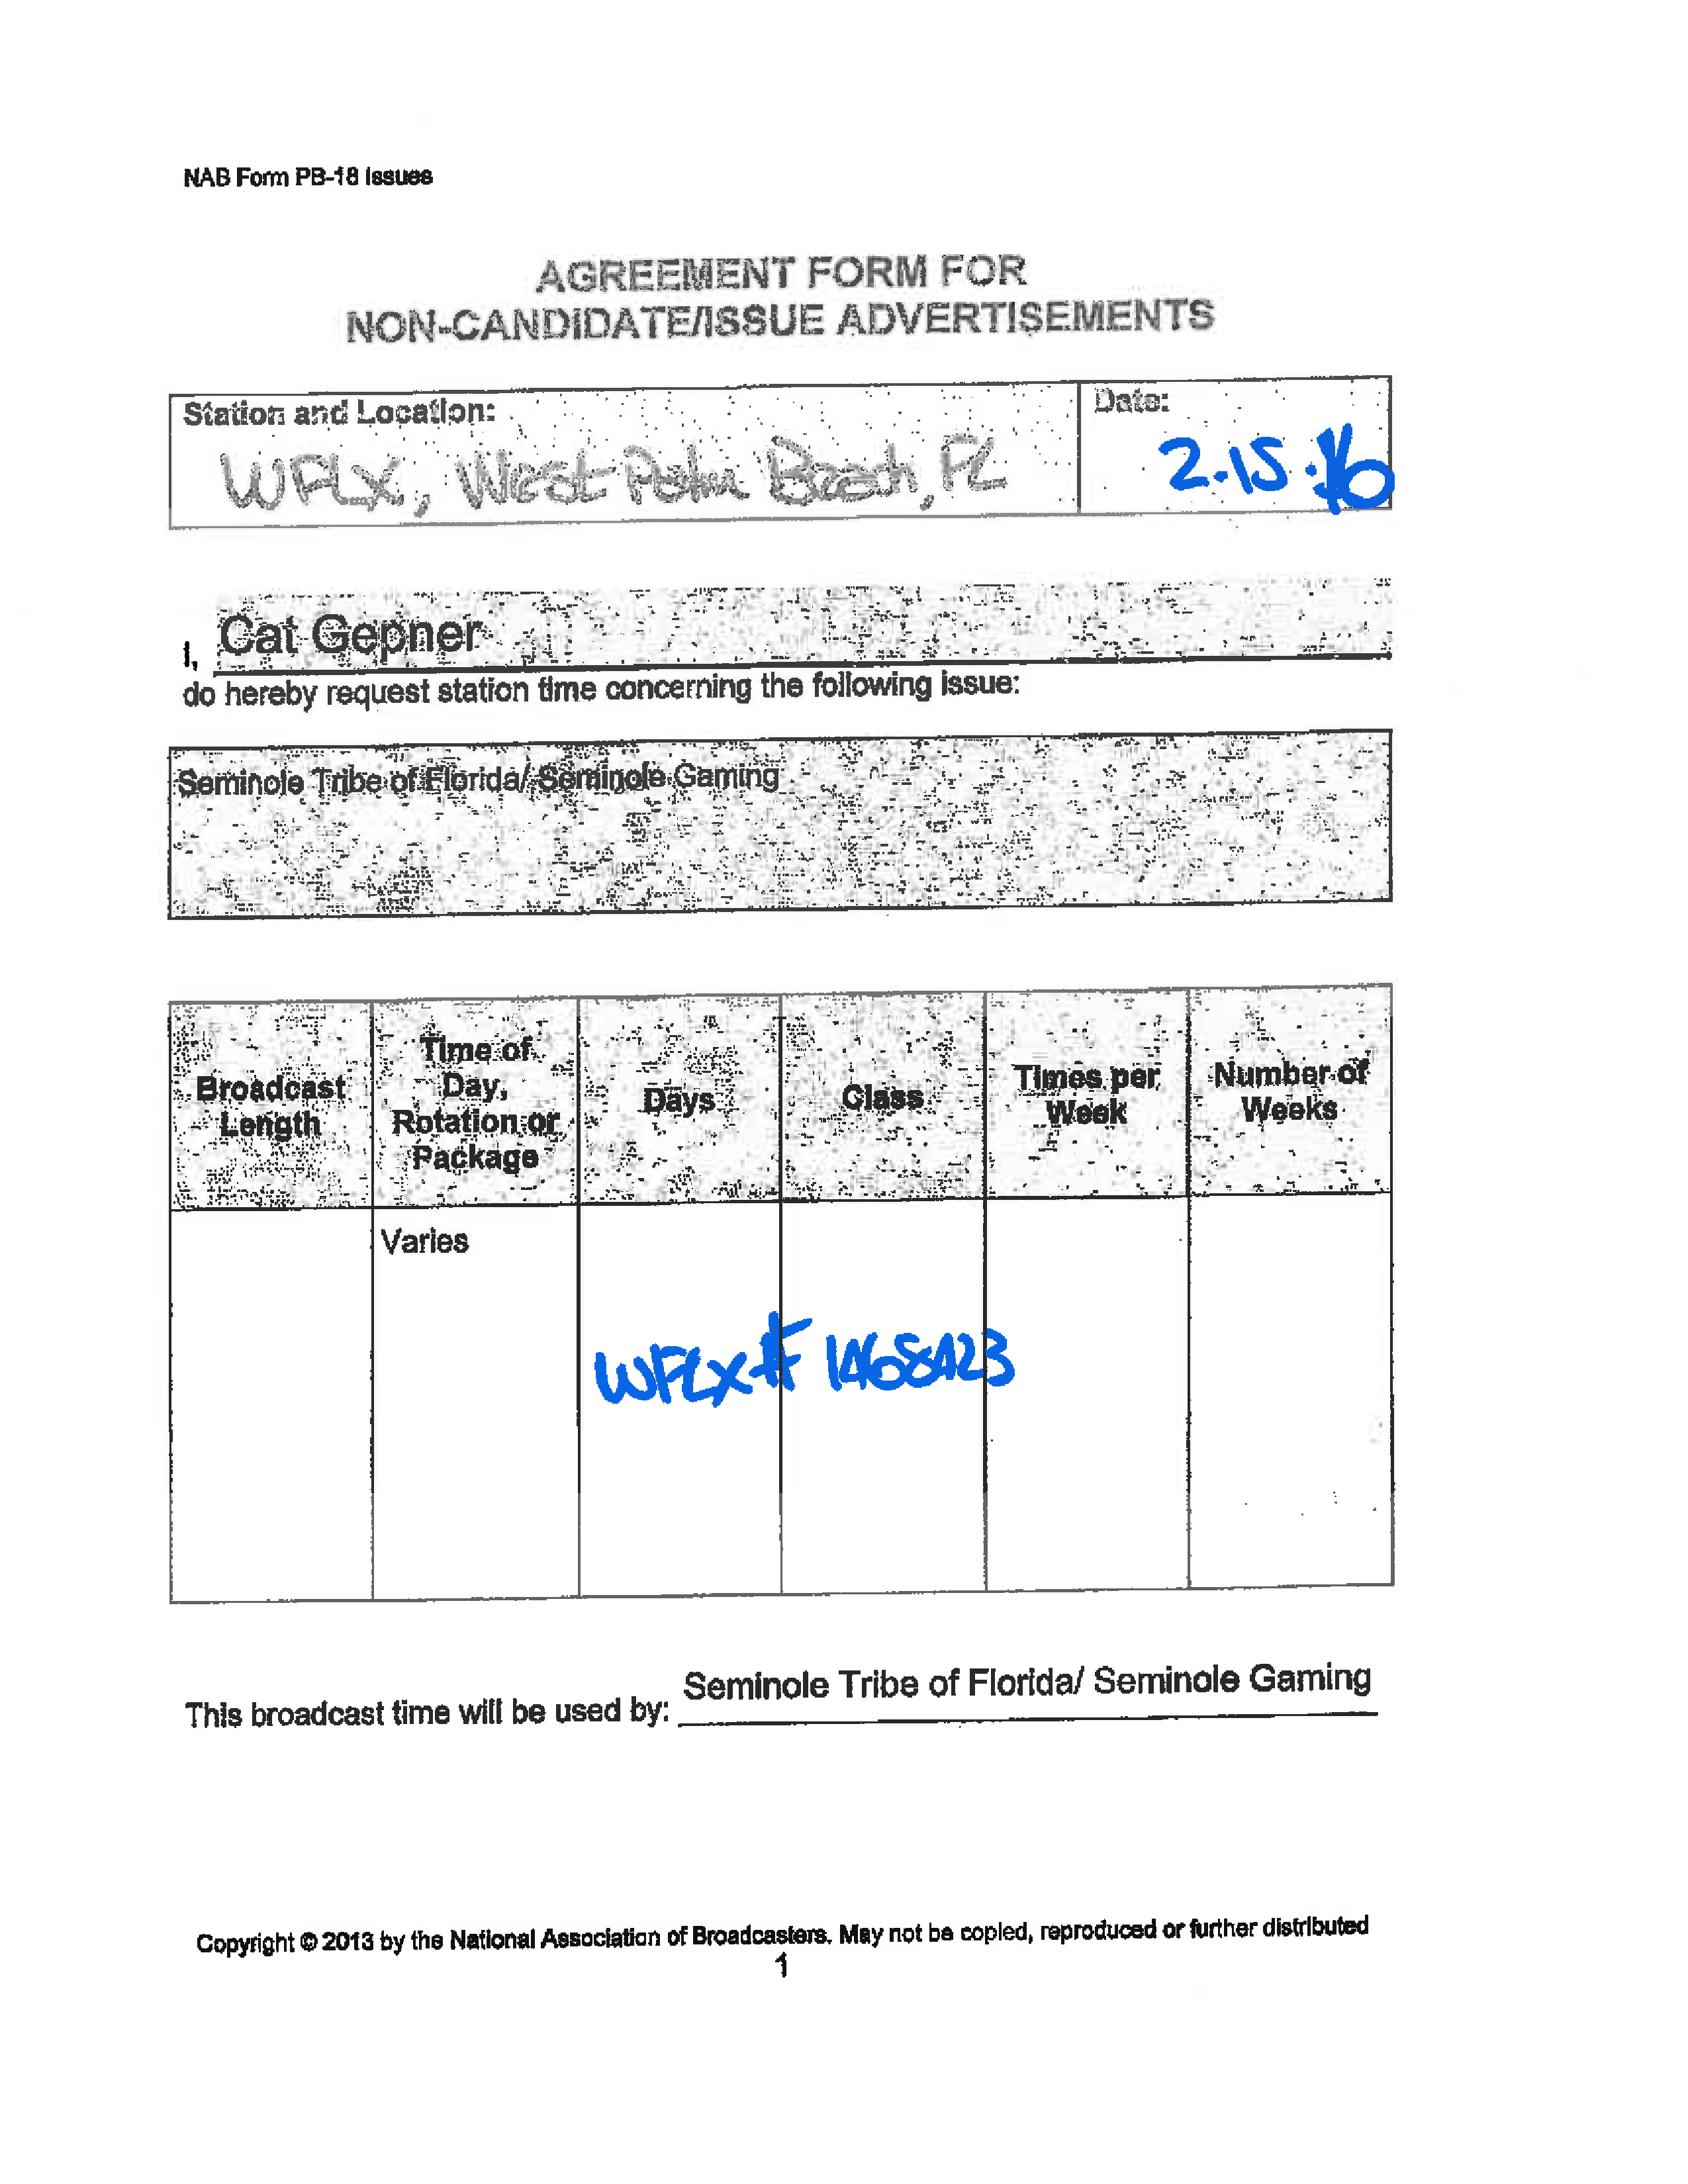 NAB Form PB-18 Issues
AGREEMENT FORM FOR
NON-CANDIDATE/ISSUE ADVERTISEMENTS
Station and Location:
Date:
WFLX, West Palm Beach, FL
2.15.16
I, Cat Gepner
do hereby request station time concerning the following issue:
Seminole Tribe of Florida/ Seminole Gaming
Broadcast Length
Time of Day, Rotation or Package
Days
Class
Times per Week
Number of Weeks
Varies
WFLX# 1468423
This broadcast time will be used by: Seminole Tribe of Florida/ Seminole Gaming
Copyright © 2013 by the National Association of Broadcasters. May not be copied, reproduced or further distributed
1